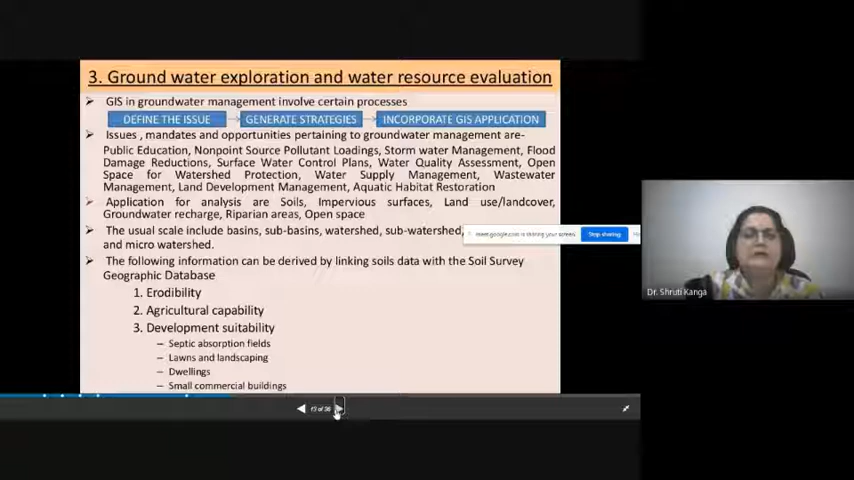 3. Ground water exploration and water resource evaluation
➤ GIS in groundwater management involve certain processes
DEFINE THE ISSUE → GENERATE STRATEGIES → INCORPORATE GIS APPLICATION
➤ Issues , mandates and opportunities pertaining to groundwater management are-
Public Education, Nonpoint Source Pollutant Loadings, Storm water Management, Flood
Damage Reductions, Surface Water Control Plans, Water Quality Assessment, Open
Space for Watershed Protection, Water Supply Management, Wastewater
Management, Land Development Management, Aquatic Habitat Restoration
➤ Application for analysis are Soils, Impervious surfaces, Land use/landcover,
Groundwater recharge, Riparian areas, Open space
➤ The usual scale include basins, sub-basins, watershed, sub-watershed,
and micro watershed.
meet.google.com is sharing your screen. Stop sharing
➤ The following information can be derived by linking soils data with the Soil Survey
Geographic Database
1. Erodibility
2. Agricultural capability
3. Development suitability
– Septic absorption fields
– Lawns and landscaping
– Dwellings
– Small commercial buildings
Dr. Shruti Kanga